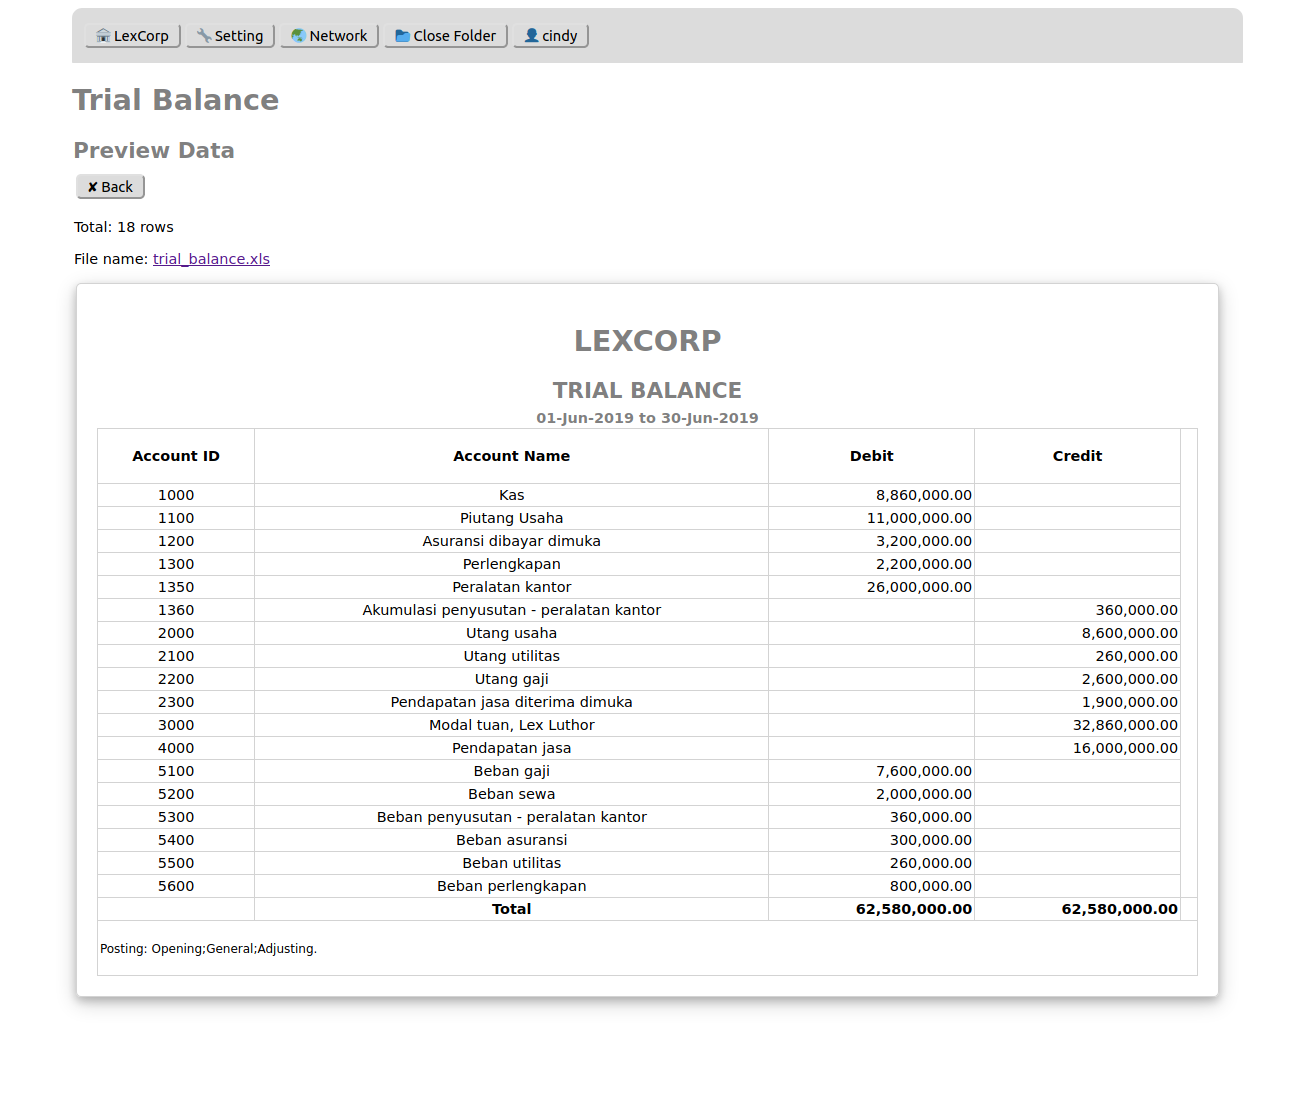 LexCorp Setting Network Close Folder cindy
Trial Balance
Preview Data
✘ Back
Total: 18 rows
File name: trial_balance.xls
LEXCORP
TRIAL BALANCE
01-Jun-2019 to 30-Jun-2019
Account ID Account Name Debit Credit
1000 Kas 8,860,000.00
1100 Piutang Usaha 11,000,000.00
1200 Asuransi dibayar dimuka 3,200,000.00
1300 Perlengkapan 2,200,000.00
1350 Peralatan kantor 26,000,000.00
1360 Akumulasi penyusutan - peralatan kantor 360,000.00
2000 Utang usaha 8,600,000.00
2100 Utang utilitas 260,000.00
2200 Utang gaji 2,600,000.00
2300 Pendapatan jasa diterima dimuka 1,900,000.00
3000 Modal tuan, Lex Luthor 32,860,000.00
4000 Pendapatan jasa 16,000,000.00
5100 Beban gaji 7,600,000.00
5200 Beban sewa 2,000,000.00
5300 Beban penyusutan - peralatan kantor 360,000.00
5400 Beban asuransi 300,000.00
5500 Beban utilitas 260,000.00
5600 Beban perlengkapan 800,000.00
Total 62,580,000.00 62,580,000.00
Posting: Opening;General;Adjusting.